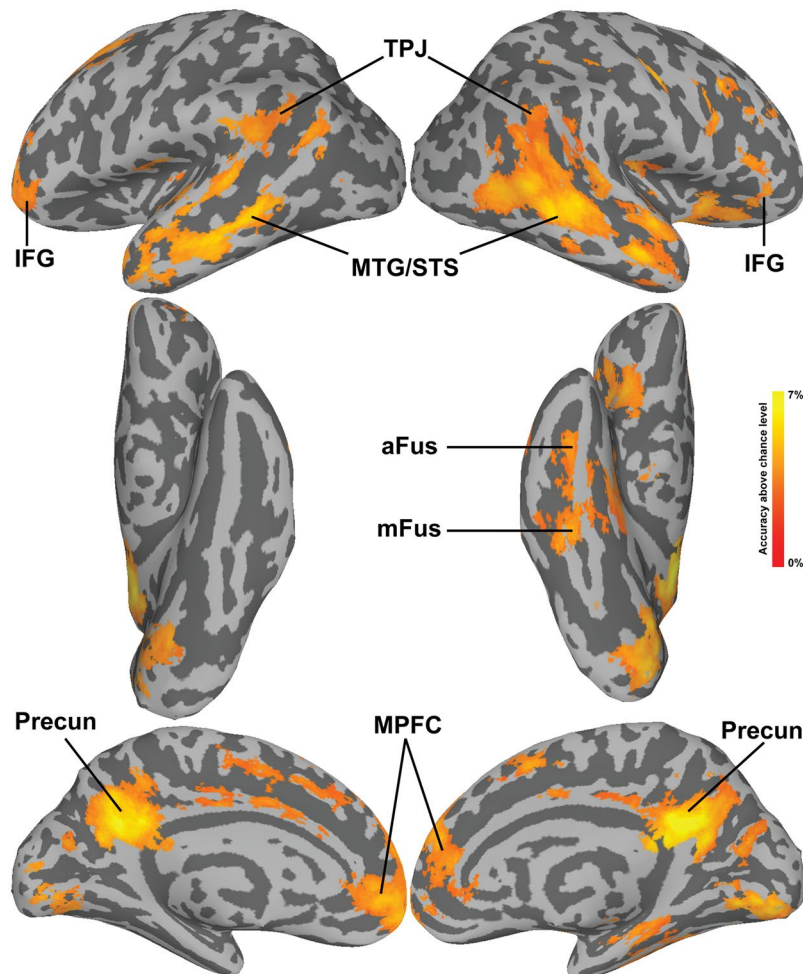 TPJ
IFG
MTG/STS
IFG
aFus
mFus
7%
Accuracy above chance level
0%
Precun
MPFC
Precun